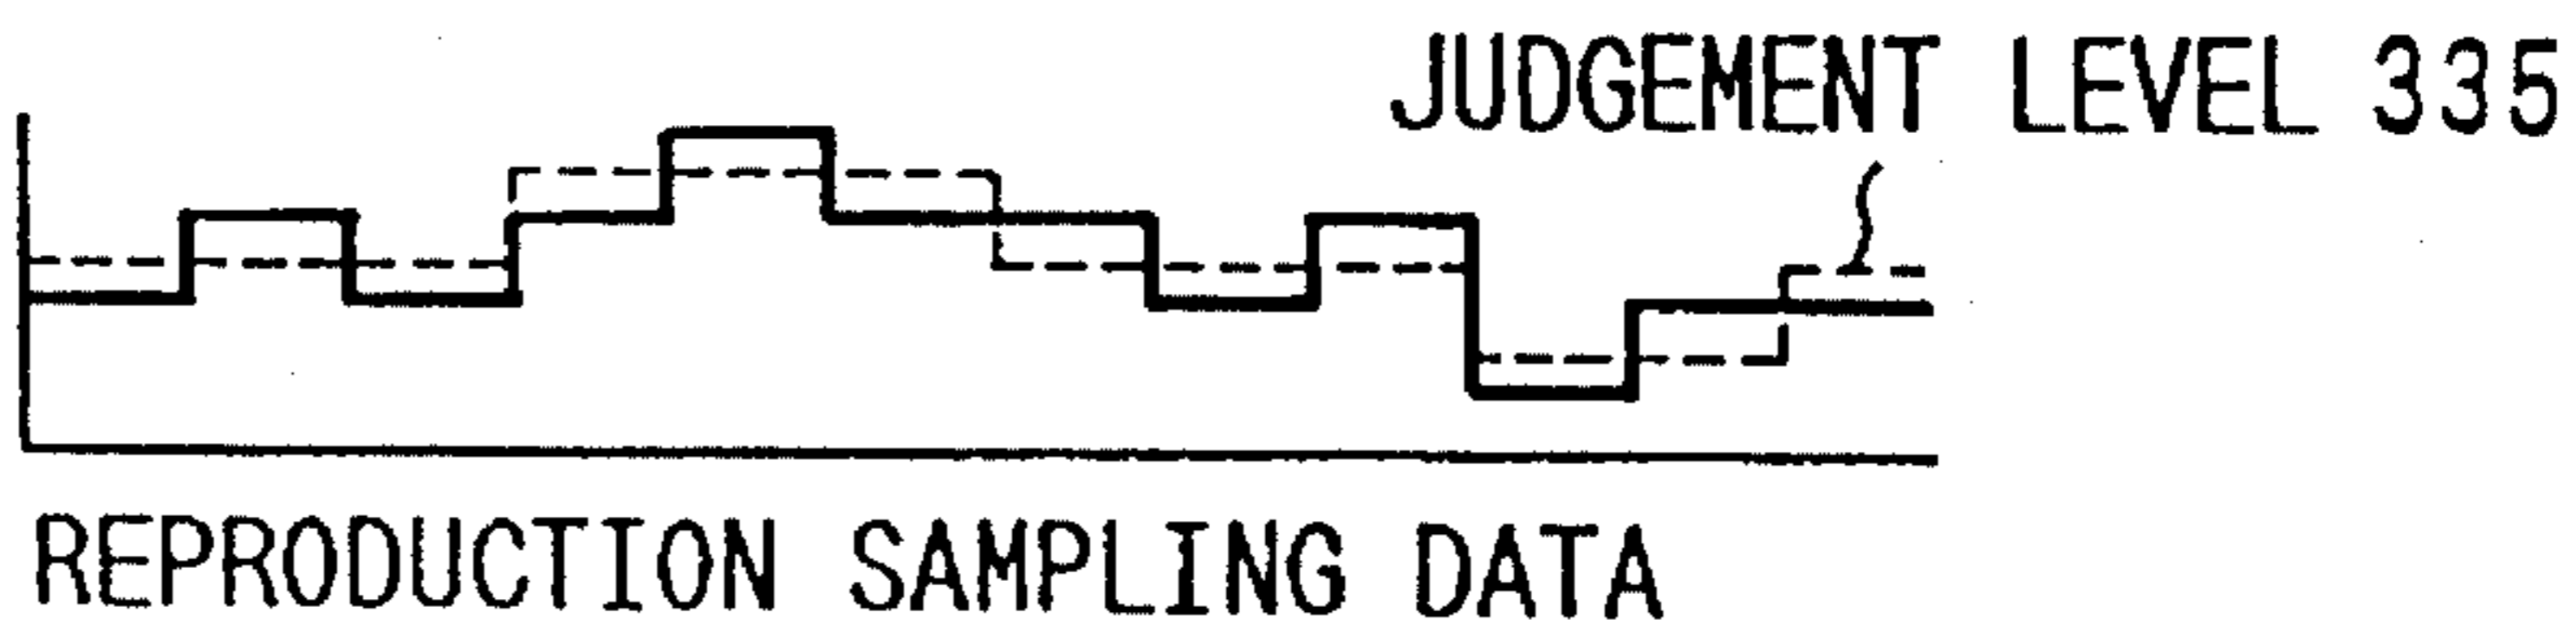 JUDGEMENT LEVEL 335
REPRODUCTION SAMPLING DATA